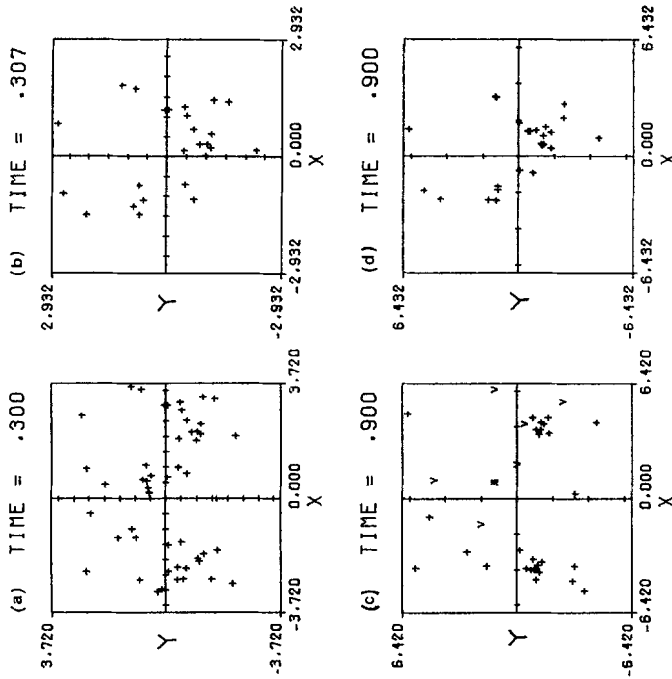 (a) TIME = .300
3.720
Y
-3.720
-3.720
0.000
3.720
X
(b) TIME = .307
2.932
Y
-2.932
-2.932
0.000
2.932
X
(c) TIME = .900
6.420
Y
-6.420
-6.420
0.000
6.420
X
(d) TIME = .900
6.432
Y
-6.432
-6.432
0.000
6.432
X